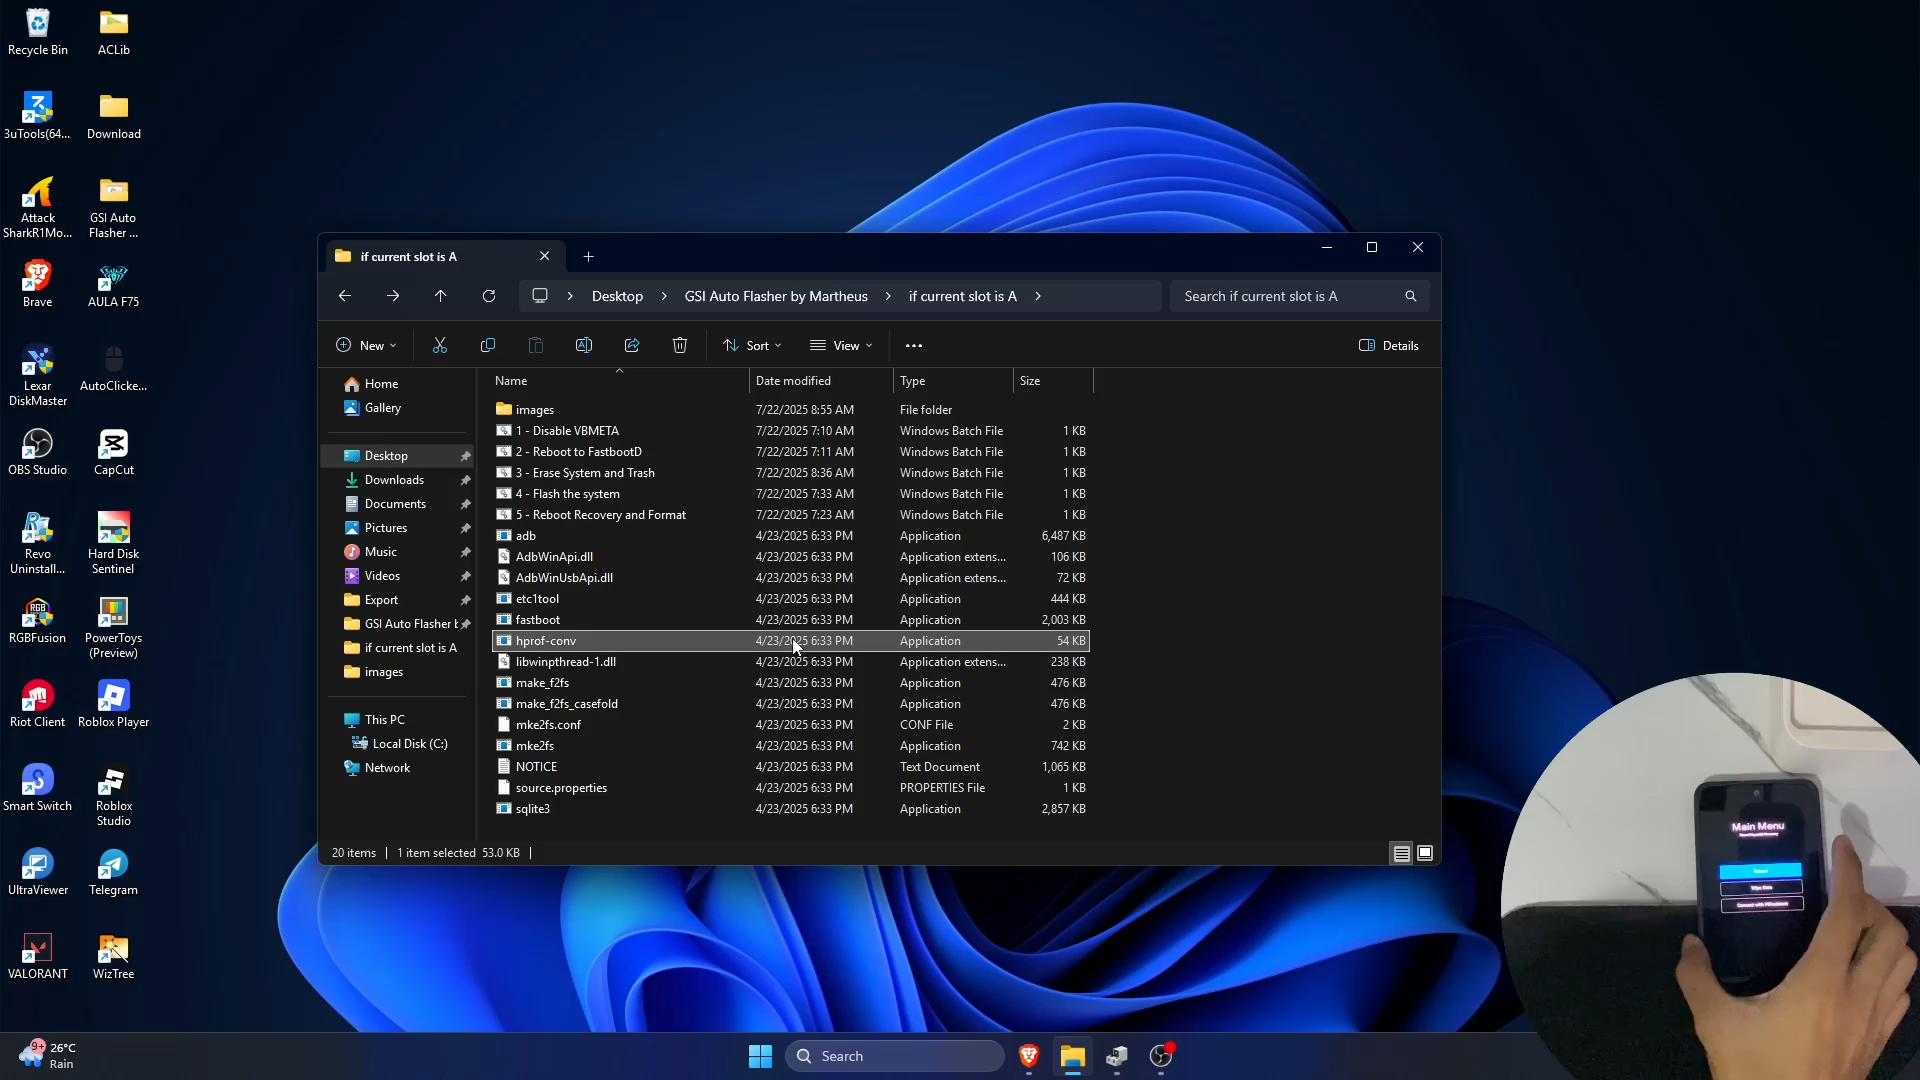 Recycle Bin
ACLib
3uTools(64...
Download
Attack
SharkR1Mo...
GSI Auto
Flasher ...
Brave
AULA F75
Lexar
DiskMaster
AutoClicke...
OBS Studio
CapCut
Revo
Uninstall...
Hard Disk
Sentinel
RGBFusion
PowerToys
(Preview)
Riot Client
Roblox Player
Smart Switch
Roblox
Studio
UltraViewer
Telegram
VALORANT
WizTree
if current slot is A
Desktop > GSI Auto Flasher by Martheus > if current slot is A >
Search if current slot is A
New
Sort
View
Details
Home
Gallery
Desktop
Downloads
Documents
Pictures
Music
Videos
Export
GSI Auto Flasher b
if current slot is A
images
This PC
Local Disk (C:)
Network
Name Date modified Type Size
images 7/22/2025 8:55 AM File folder
1 - Disable VBMETA 7/22/2025 7:10 AM Windows Batch File 1 KB
2 - Reboot to FastbootD 7/22/2025 7:11 AM Windows Batch File 1 KB
3 - Erase System and Trash 7/22/2025 8:36 AM Windows Batch File 1 KB
4 - Flash the system 7/22/2025 7:33 AM Windows Batch File 1 KB
5 - Reboot Recovery and Format 7/22/2025 7:23 AM Windows Batch File 1 KB
adb 4/23/2025 6:33 PM Application 6,487 KB
AdbWinApi.dll 4/23/2025 6:33 PM Application extens... 106 KB
AdbWinUsbApi.dll 4/23/2025 6:33 PM Application extens... 72 KB
etc1tool 4/23/2025 6:33 PM Application 444 KB
fastboot 4/23/2025 6:33 PM Application 2,003 KB
hprof-conv 4/23/2025 6:33 PM Application 54 KB
libwinpthread-1.dll 4/23/2025 6:33 PM Application extens... 238 KB
make_f2fs 4/23/2025 6:33 PM Application 476 KB
make_f2fs_casefold 4/23/2025 6:33 PM Application 476 KB
mke2fs.conf 4/23/2025 6:33 PM CONF File 2 KB
mke2fs 4/23/2025 6:33 PM Application 742 KB
NOTICE 4/23/2025 6:33 PM Text Document 1,065 KB
source.properties 4/23/2025 6:33 PM PROPERTIES File 1 KB
sqlite3 4/23/2025 6:33 PM Application 2,857 KB
20 items 1 item selected 53.0 KB
Main Menu
Reboot
Wipe Data
Connect with MIAssistant
9+
26°C
Rain
Search